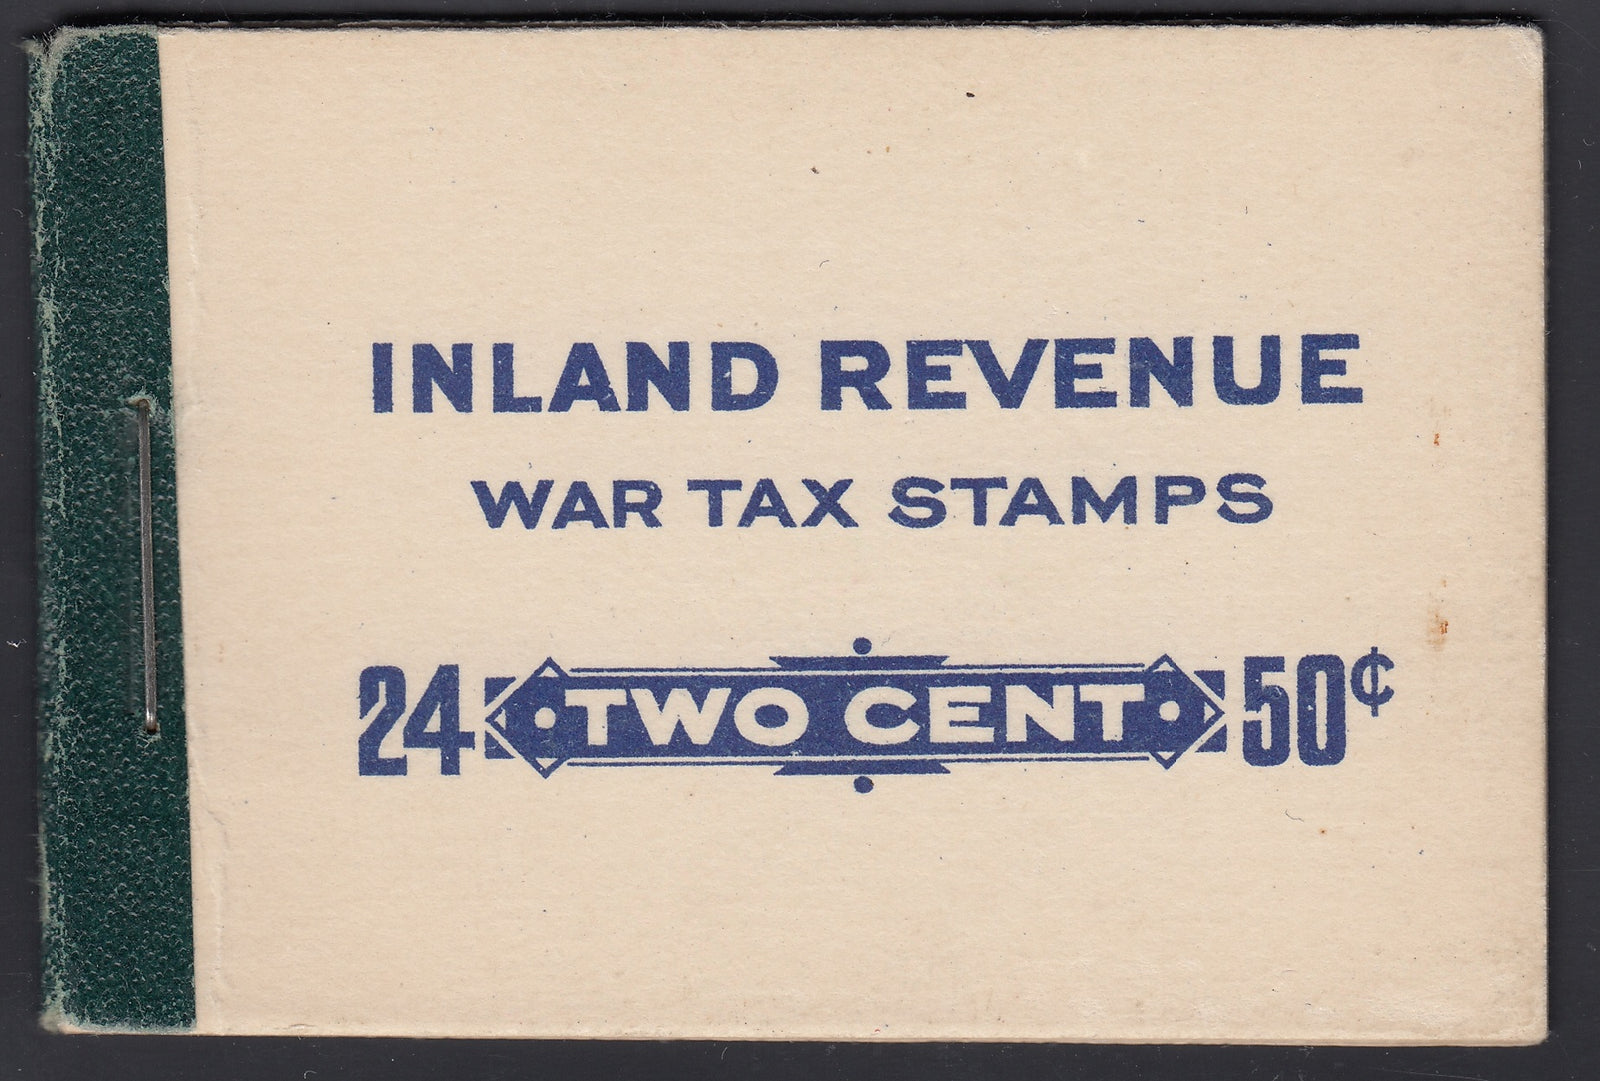 INLAND REVENUE
WAR TAX STAMPS
24 TWO CENT 50¢